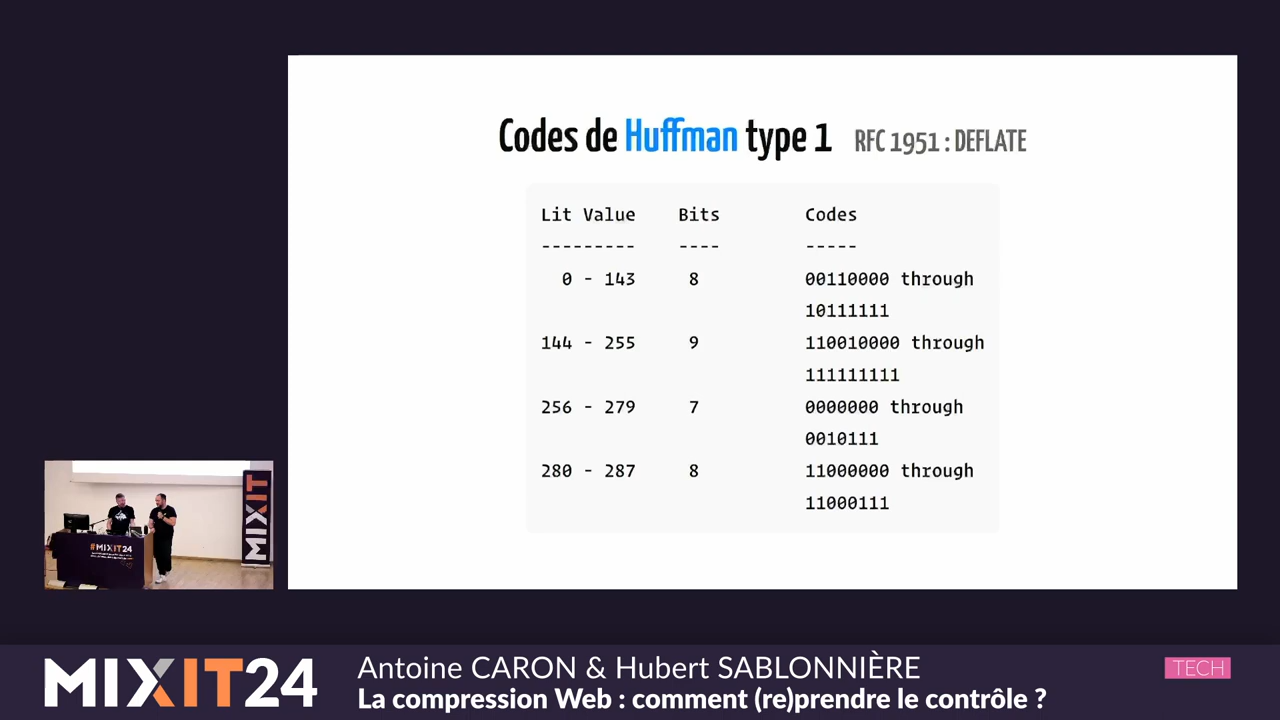 Codes de Huffman type 1 RFC 1951 : DEFLATE
Lit Value Bits Codes
--------- ---- -----
0 - 143 8 00110000 through
10111111
144 - 255 9 110010000 through
111111111
256 - 279 7 0000000 through
0010111
280 - 287 8 11000000 through
11000111
MIXIT
#MIXIT24
MIXIT24
Antoine CARON & Hubert SABLONNIÈRE
La compression Web : comment (re)prendre le contrôle ?
TECH